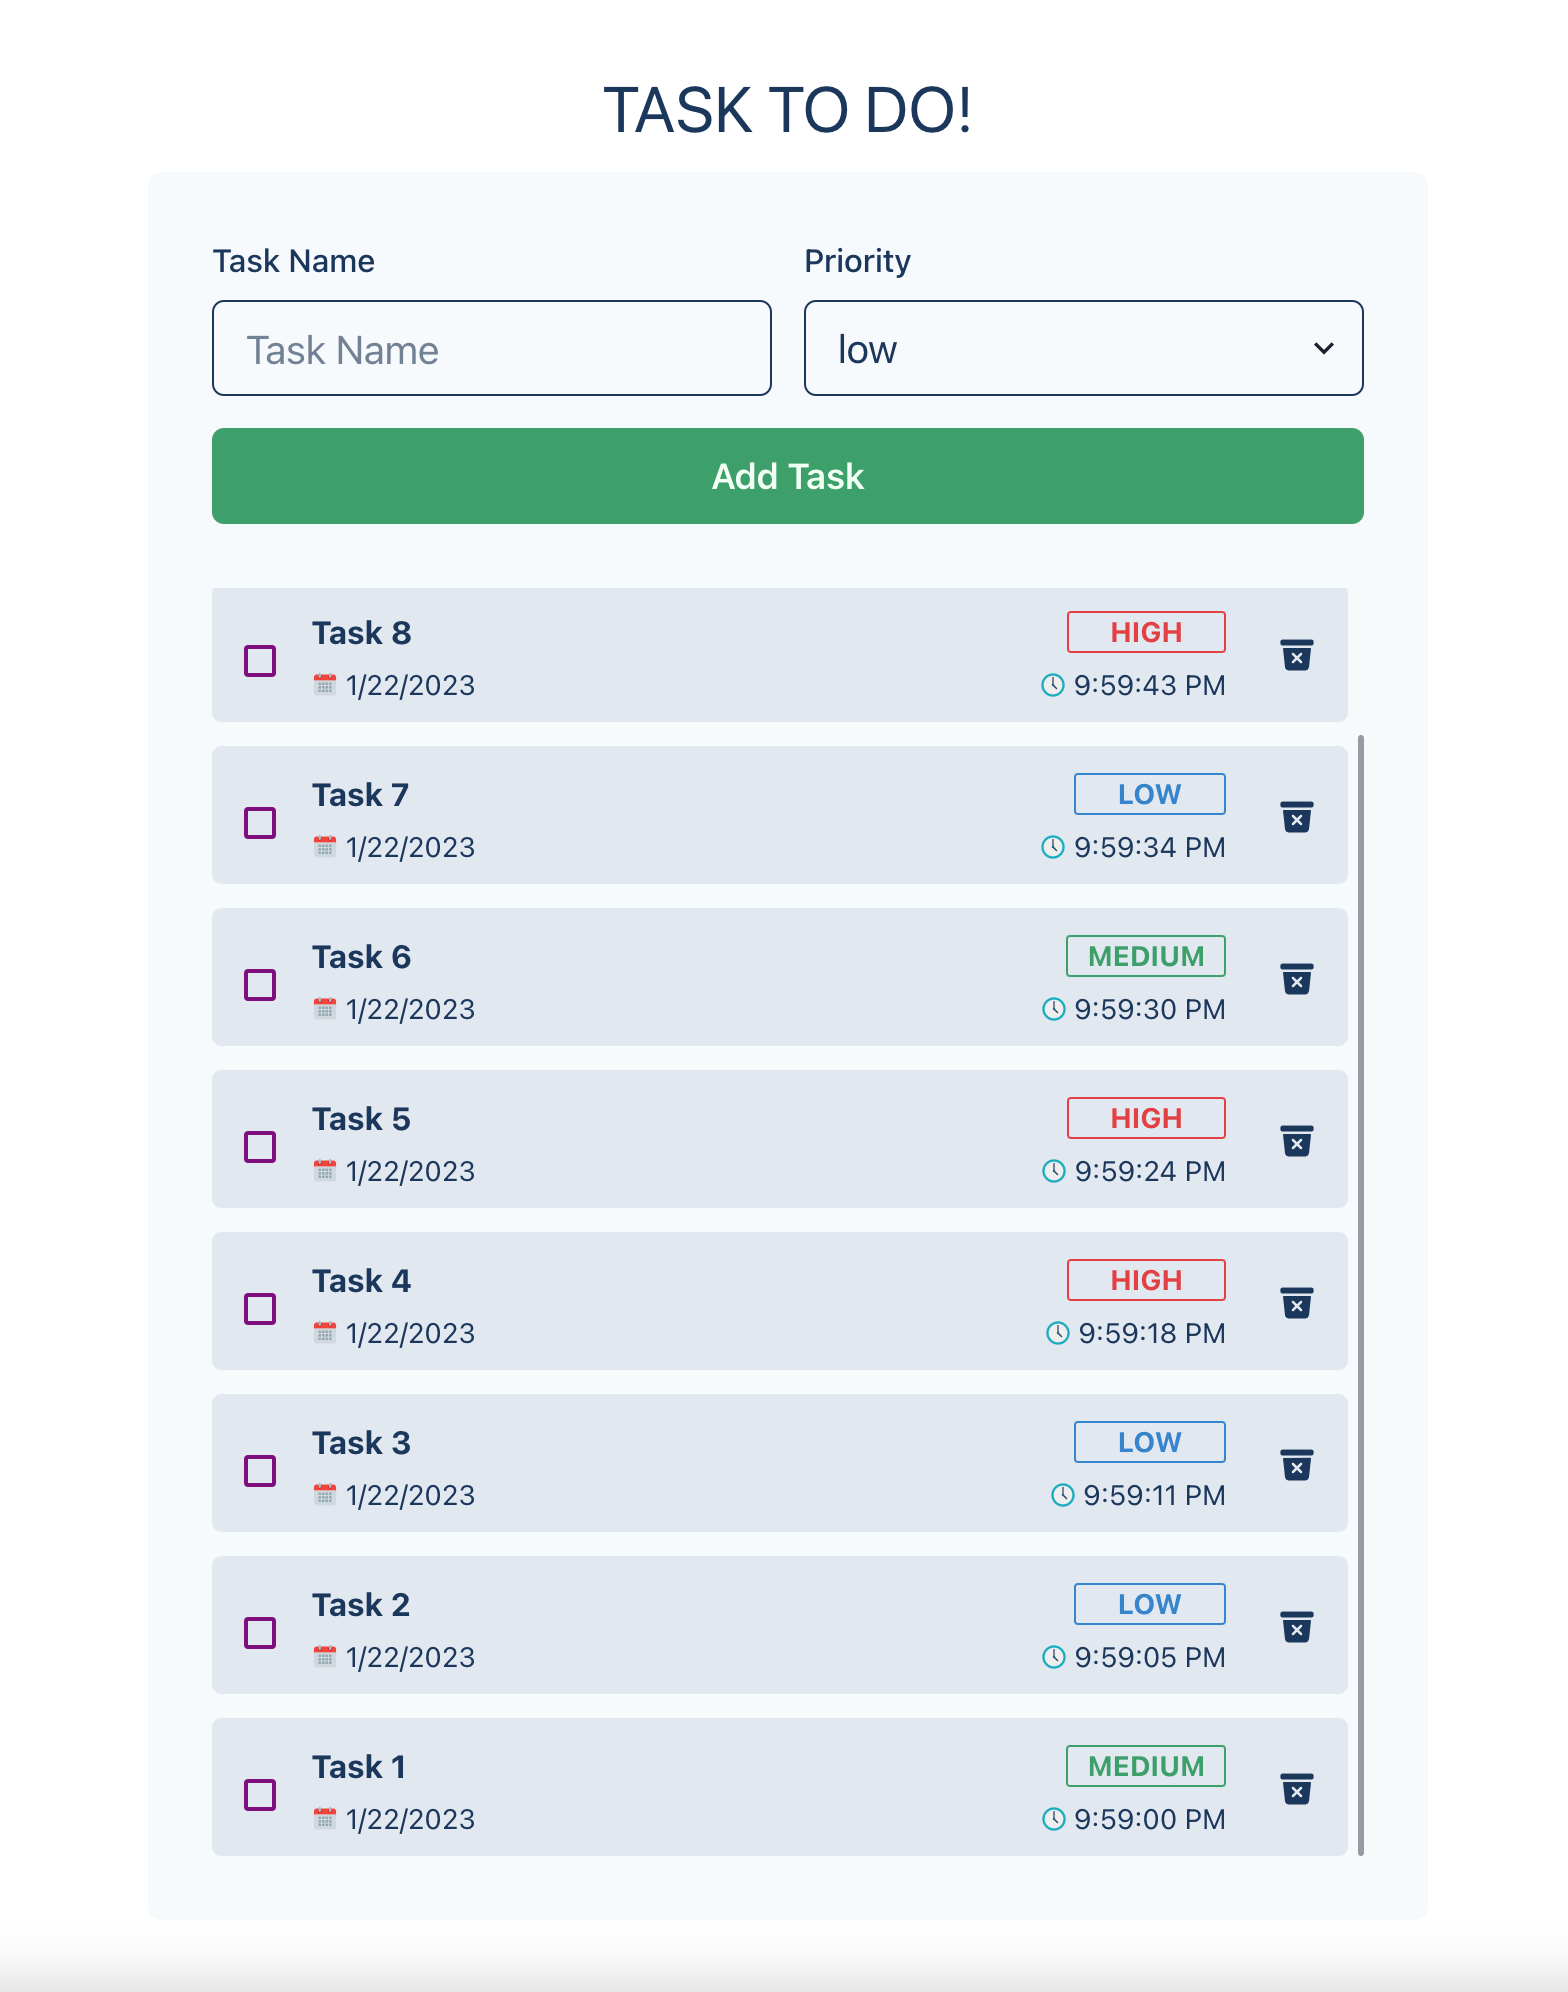 TASK TO DO!
Task Name Priority
Task Name low
Add Task
Task 8 HIGH
1/22/2023 9:59:43 PM
Task 7 LOW
1/22/2023 9:59:34 PM
Task 6 MEDIUM
1/22/2023 9:59:30 PM
Task 5 HIGH
1/22/2023 9:59:24 PM
Task 4 HIGH
1/22/2023 9:59:18 PM
Task 3 LOW
1/22/2023 9:59:11 PM
Task 2 LOW
1/22/2023 9:59:05 PM
Task 1 MEDIUM
1/22/2023 9:59:00 PM